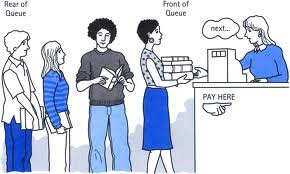 Rear of
Queue
Front of
Queue
next...
PAY HERE